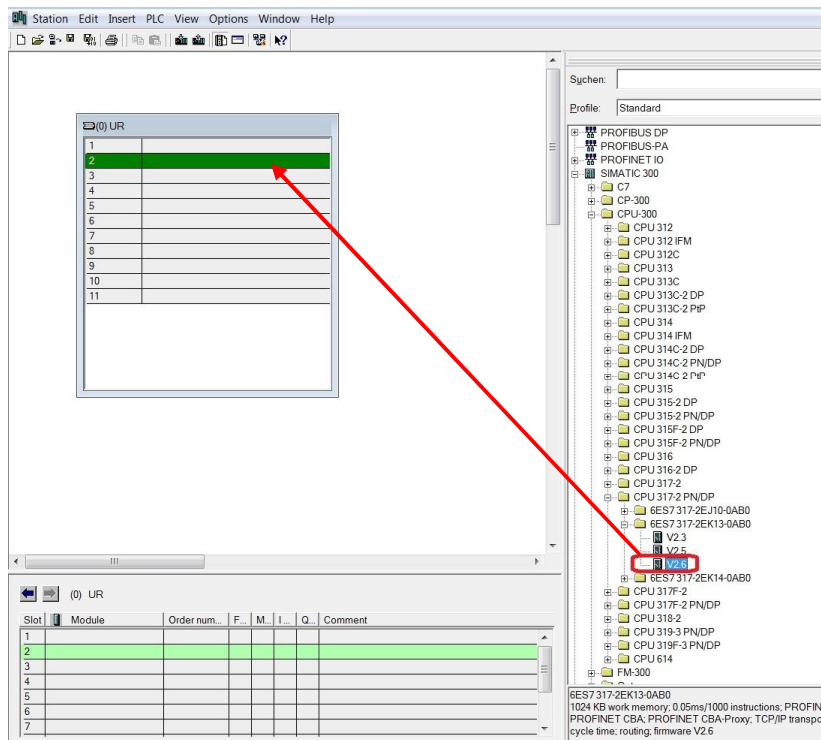 Station Edit Insert PLC View Options Window Help
(0) UR
1
2
3
4
5
6
7
8
9
10
11
Suchen:
Profile: Standard
PROFIBUS DP
PROFIBUS-PA
PROFINET IO
SIMATIC 300
C7
CP-300
CPU-300
CPU 312
CPU 312 IFM
CPU 312C
CPU 313
CPU 313C
CPU 313C-2 DP
CPU 313C-2 PtP
CPU 314
CPU 314 IFM
CPU 314C-2 DP
CPU 314C-2 PN/DP
CPU 314C-2 PtP
CPU 315
CPU 315-2 DP
CPU 315-2 PN/DP
CPU 315F-2 DP
CPU 315F-2 PN/DP
CPU 316
CPU 316-2 DP
CPU 317-2
CPU 317-2 PN/DP
6ES7 317-2EJ10-0AB0
6ES7 317-2EK13-0AB0
V2.3
V2.5
V2.6
6ES7 317-2EK14-0AB0
CPU 317F-2
CPU 317F-2 PN/DP
CPU 318-2
CPU 319-3 PN/DP
CPU 319F-3 PN/DP
CPU 614
FM-300
(0) UR
Slot Module Order num... F... M... I... Q... Comment
1
2
3
4
5
6
7
6ES7 317-2EK13-0AB0
1024 KB work memory; 0.05ms/1000 instructions; PROFIN
PROFINET CBA; PROFINET CBA-Proxy; TCP/IP transpo
cycle time; routing; firmware V2.6